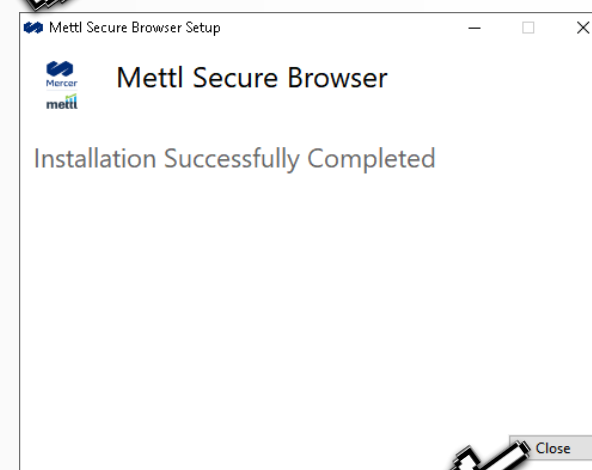 Mettl Secure Browser Setup
Mercer
mettl
Mettl Secure Browser
Installation Successfully Completed
Close